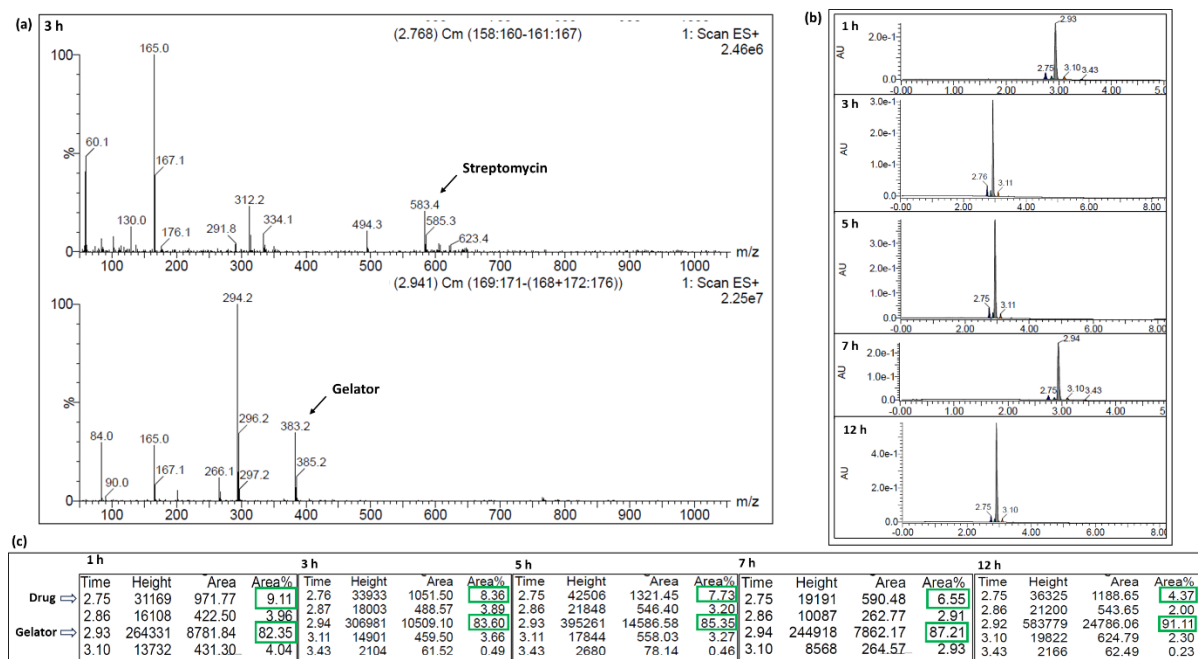 (a)
3 h
(2.768) Cm (158:160-161:167)
1: Scan ES+
2.46e6
100
%
0
165.0
60.1
167.1
130.0
176.1
291.8
312.2
334.1
494.3
Streptomycin
583.4
585.3
623.4
m/z
100 200 300 400 500 600 700 800 900 1000
(2.941) Cm (169:171-(168+172:176))
1: Scan ES+
2.25e7
100
%
0
294.2
Gelator
84.0
90.0
165.0
167.1
266.1
296.2
297.2
383.2
385.2
m/z
100 200 300 400 500 600 700 800 900 1000
(b)
1 h
AU
2.0e-1
0.0
2.93
2.75
3.10
3.43
-0.00 1.00 2.00 3.00 4.00 5.0
3 h
AU
3.0e-1
2.0e-1
1.0e-1
0.0
2.76
3.11
-0.00 2.00 4.00 6.00 8.00
5 h
AU
4.0e-1
3.0e-1
2.0e-1
1.0e-1
0.0
2.75
3.11
-0.00 2.00 4.00 6.00 8.0
7 h
AU
2.0e-1
1.0e-1
0.0
2.94
2.75
3.10
3.43
-0.00 1.00 2.00 3.00 4.00 5.0
12 h
AU
4.0e-1
2.0e-1
0.0
2.75
3.10
-0.00 2.00 4.00 6.00 8.0
(c)
Drug
Gelator
1 h
Time Height Area Area%
2.75 31169 971.77 9.11
2.86 16108 422.50 3.96
2.93 264331 8781.84 82.35
3.10 13732 431.30 4.04
3 h
Time Height Area Area%
2.76 33933 1051.50 8.36
2.87 18003 488.57 3.89
2.94 306981 10509.10 83.60
3.11 14901 459.50 3.66
3.43 2104 61.52 0.49
5 h
Time Height Area Area%
2.75 42506 1321.45 7.73
2.86 21848 546.40 3.20
2.93 395261 14586.58 85.35
3.11 17844 558.03 3.27
3.43 2680 78.14 0.46
7 h
Time Height Area Area%
2.75 19191 590.48 6.55
2.86 10087 262.77 2.91
2.94 244918 7862.17 87.21
3.10 8568 264.57 2.93
12 h
Time Height Area Area%
2.75 36325 1188.65 4.37
2.86 21200 543.65 2.00
2.91 583779 24786.06 91.11
3.10 19822 624.79 2.30
3.43 2166 62.49 0.23